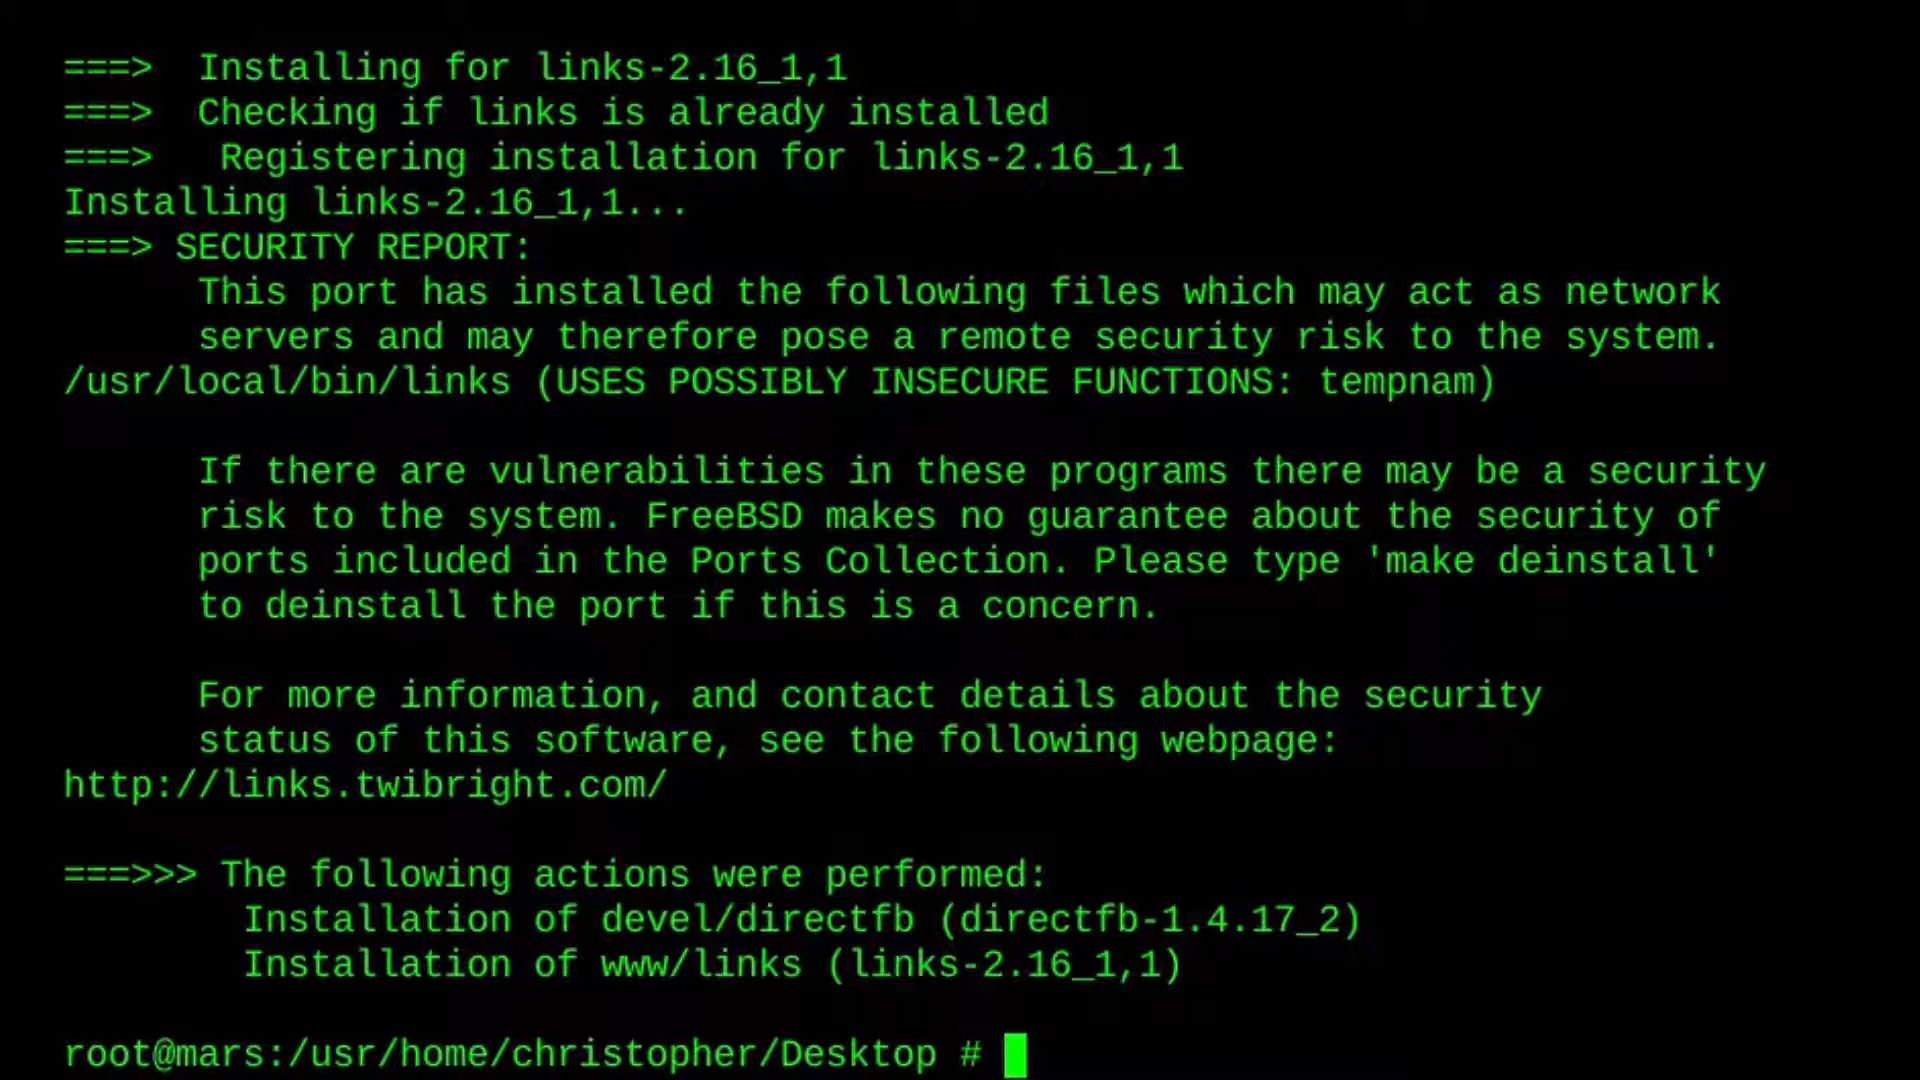 ===>  Installing for links-2.16_1,1
===>  Checking if links is already installed
===>   Registering installation for links-2.16_1,1
Installing links-2.16_1,1...
===> SECURITY REPORT:
      This port has installed the following files which may act as network
      servers and may therefore pose a remote security risk to the system.
/usr/local/bin/links (USES POSSIBLY INSECURE FUNCTIONS: tempnam)

      If there are vulnerabilities in these programs there may be a security
      risk to the system. FreeBSD makes no guarantee about the security of
      ports included in the Ports Collection. Please type 'make deinstall'
      to deinstall the port if this is a concern.

      For more information, and contact details about the security
      status of this software, see the following webpage:
http://links.twibright.com/

===>>> The following actions were performed:
        Installation of devel/directfb (directfb-1.4.17_2)
        Installation of www/links (links-2.16_1,1)

root@mars:/usr/home/christopher/Desktop #